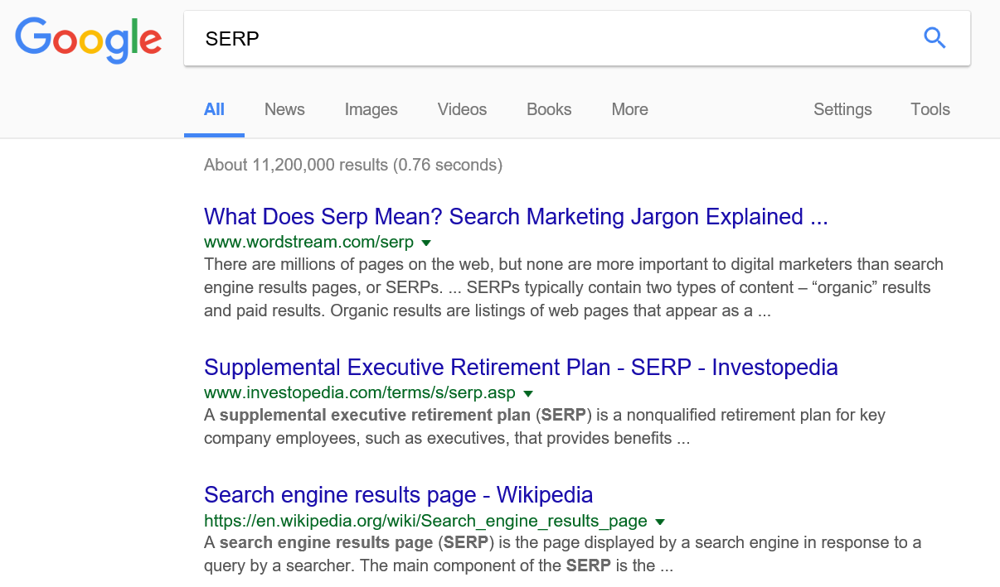 Google
SERP
All News Images Videos Books More Settings Tools
About 11,200,000 results (0.76 seconds)
What Does Serp Mean? Search Marketing Jargon Explained ...
www.wordstream.com/serp
There are millions of pages on the web, but none are more important to digital marketers than search
engine results pages, or SERPs. ... SERPs typically contain two types of content – “organic” results
and paid results. Organic results are listings of web pages that appear as a ...
Supplemental Executive Retirement Plan - SERP - Investopedia
www.investopedia.com/terms/s/serp.asp
A supplemental executive retirement plan (SERP) is a nonqualified retirement plan for key
company employees, such as executives, that provides benefits ...
Search engine results page - Wikipedia
https://en.wikipedia.org/wiki/Search_engine_results_page
A search engine results page (SERP) is the page displayed by a search engine in response to a
query by a searcher. The main component of the SERP is the ...